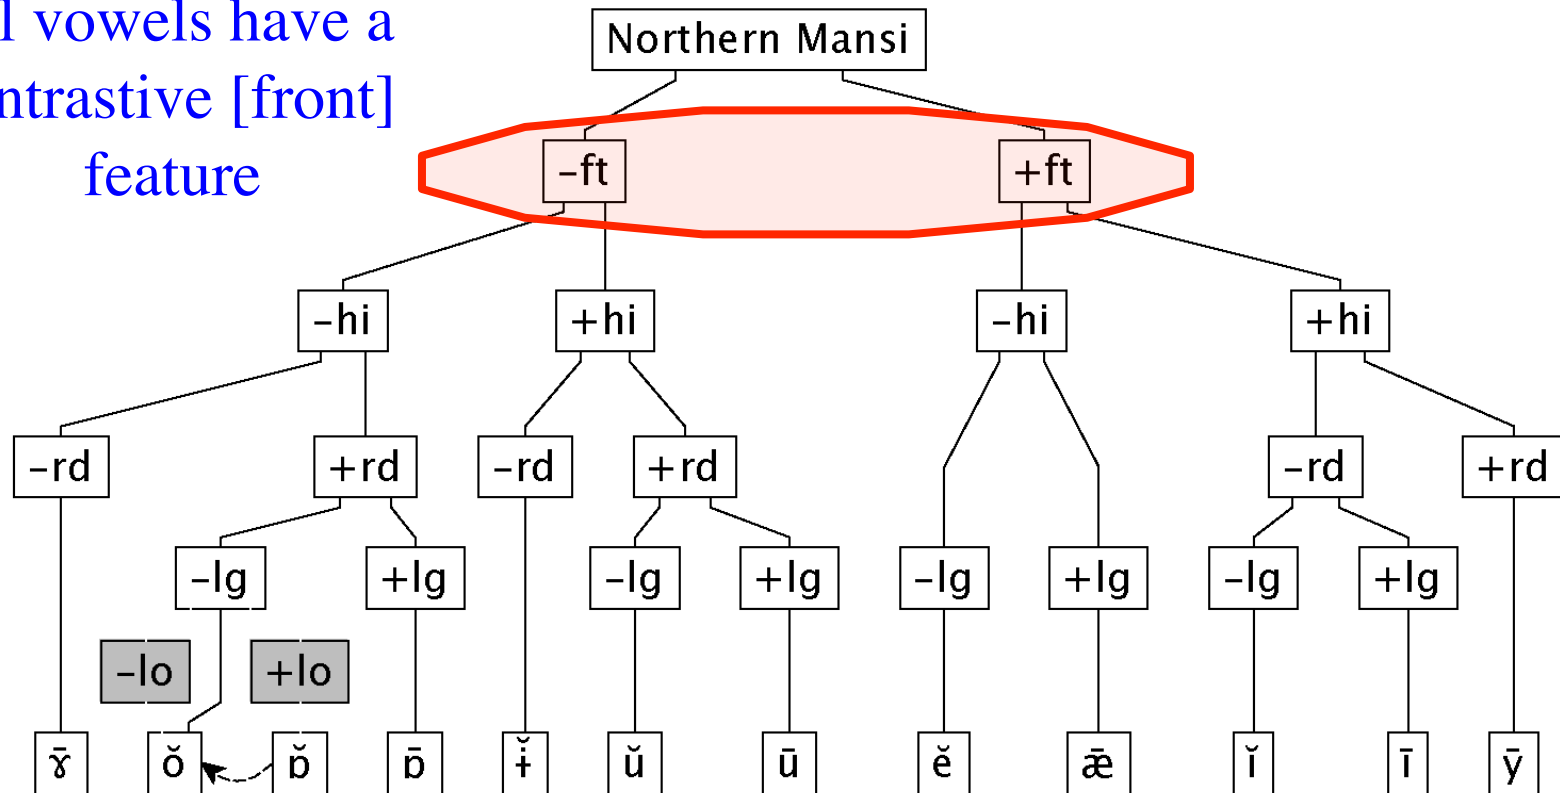 l vowels have a
ntrastive [front]
feature
Northern Mansi
–ft +ft
–hi +hi –hi +hi
–rd +rd –rd +rd –rd +rd
–lg +lg –lg +lg –lg +lg –lg +lg
–lo +lo
ɤ̄ ŏ ɒ̆ ɒ̄ ɨ̆ ŭ ū ĕ ǣ ĭ ī ȳ